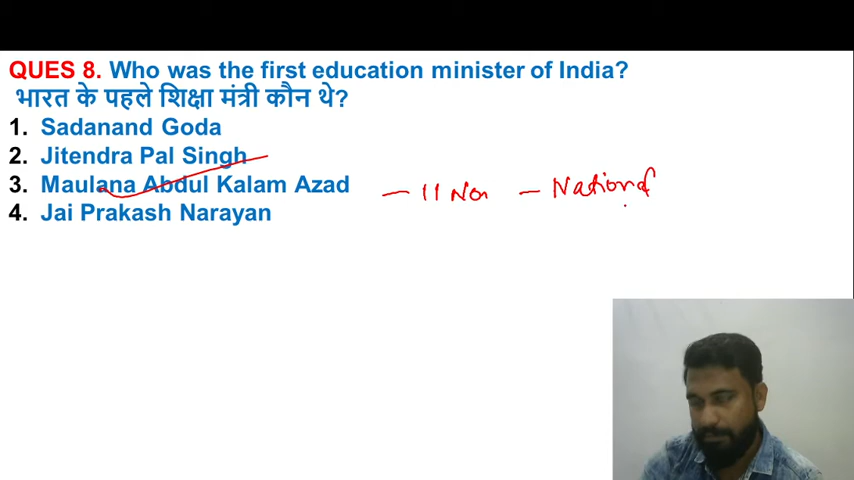 QUES 8. Who was the first education minister of India?
भारत के पहले शिक्षा मंत्री कौन थे?
1. Sadanand Goda
2. Jitendra Pal Singh
3. Maulana Abdul Kalam Azad — 11 Nov — National
4. Jai Prakash Narayan